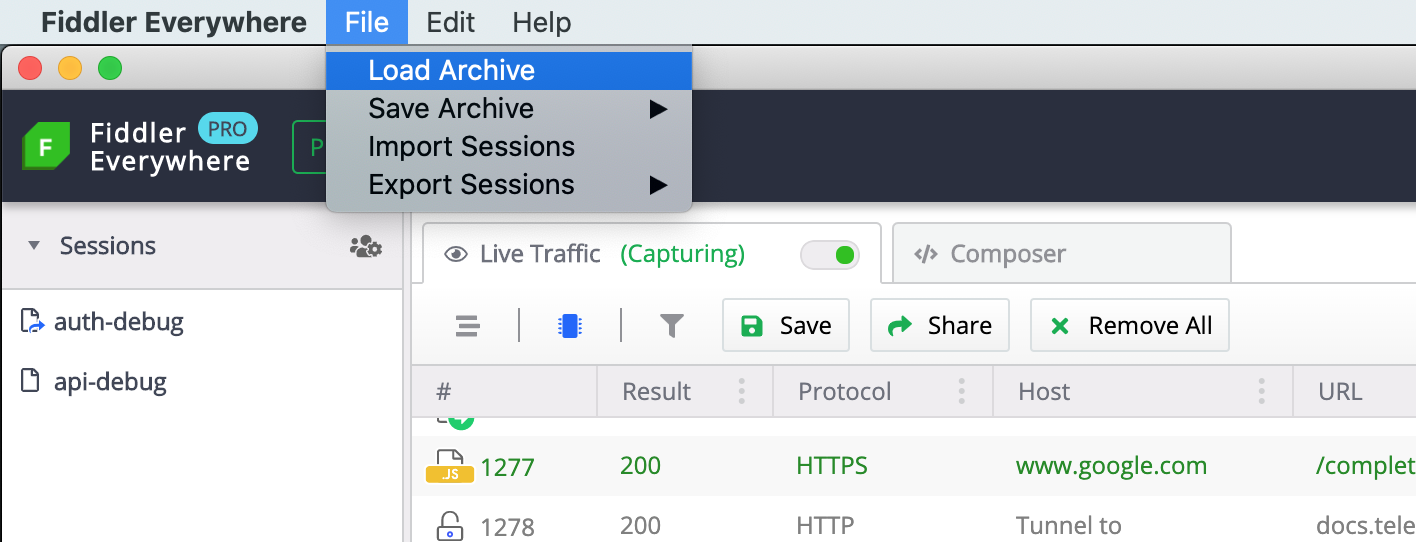 Fiddler Everywhere File Edit Help
Load Archive
Save Archive
Import Sessions
Export Sessions
F
Fiddler PRO
Everywhere
P
Sessions
Live Traffic (Capturing)
Composer
auth-debug
api-debug
Save Share Remove All
# Result Protocol Host URL
JS 1277 200 HTTPS www.google.com /complet
1278 200 HTTP Tunnel to docs.tele